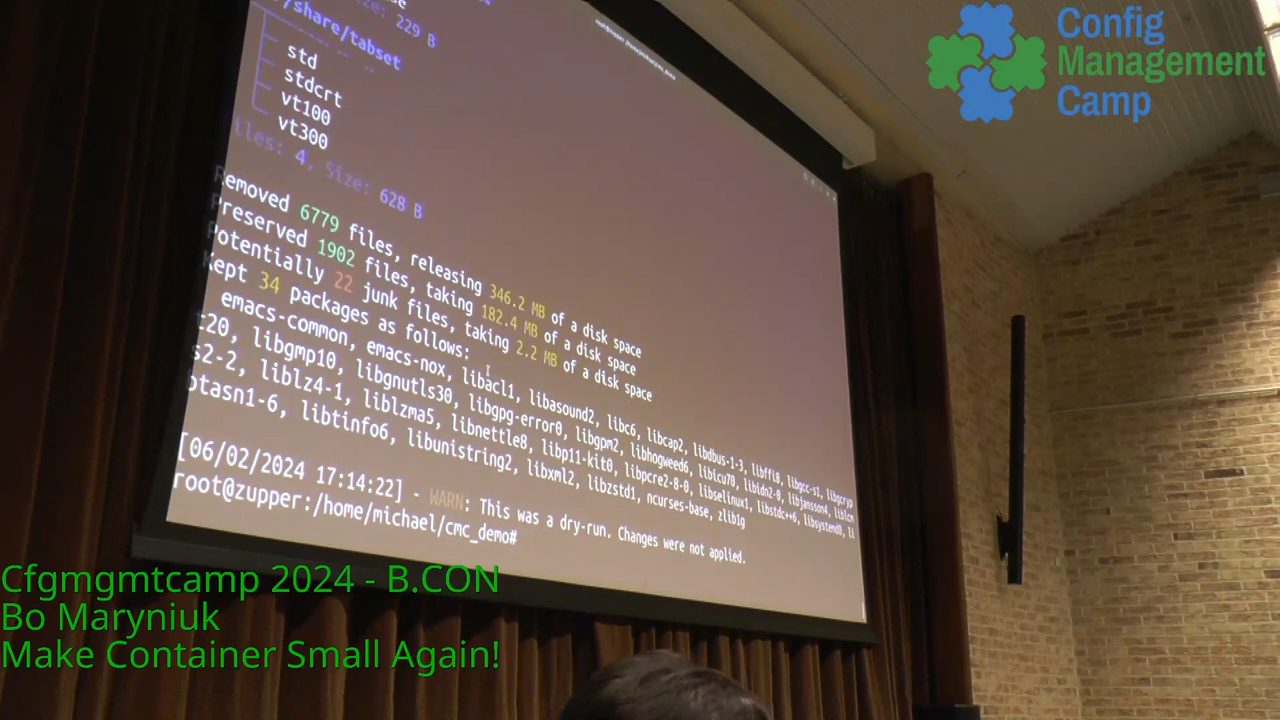 Config
Management
Camp
229 B
/share/tabset
std
stdcrt
vt100
vt300
Files: 4, Size: 628 B
Removed 6779 files, releasing 346.2 MB of a disk space
Preserved 1902 files, taking 182.4 MB of a disk space
Potentially 22 junk files, taking 2.2 MB of a disk space
Kept 34 packages as follows:
emacs-common, emacs-nox, libacl1, libasound2, libc6, libcap2, libdbus-1-3, libffi8, libgcc-s1, libgcryp
t20, libgmp10, libgnutls30, libgpg-error0, libgpm2, libhogweed6, libicu70, libidn2-0, libjansson4, liblcm
s2-2, liblz4-1, liblzma5, libnettle8, libp11-kit0, libpcre2-8-0, libselinux1, libstdc++6, libsystemd0, li
btasn1-6, libtinfo6, libunistring2, libxml2, libzstd1, ncurses-base, zlib1g
[06/02/2024 17:14:22] - WARN: This was a dry-run. Changes were not applied.
root@zupper:/home/michael/cmc_demo#
Cfgmgmtcamp 2024 - B.CON
Bo Maryniuk
Make Container Small Again!